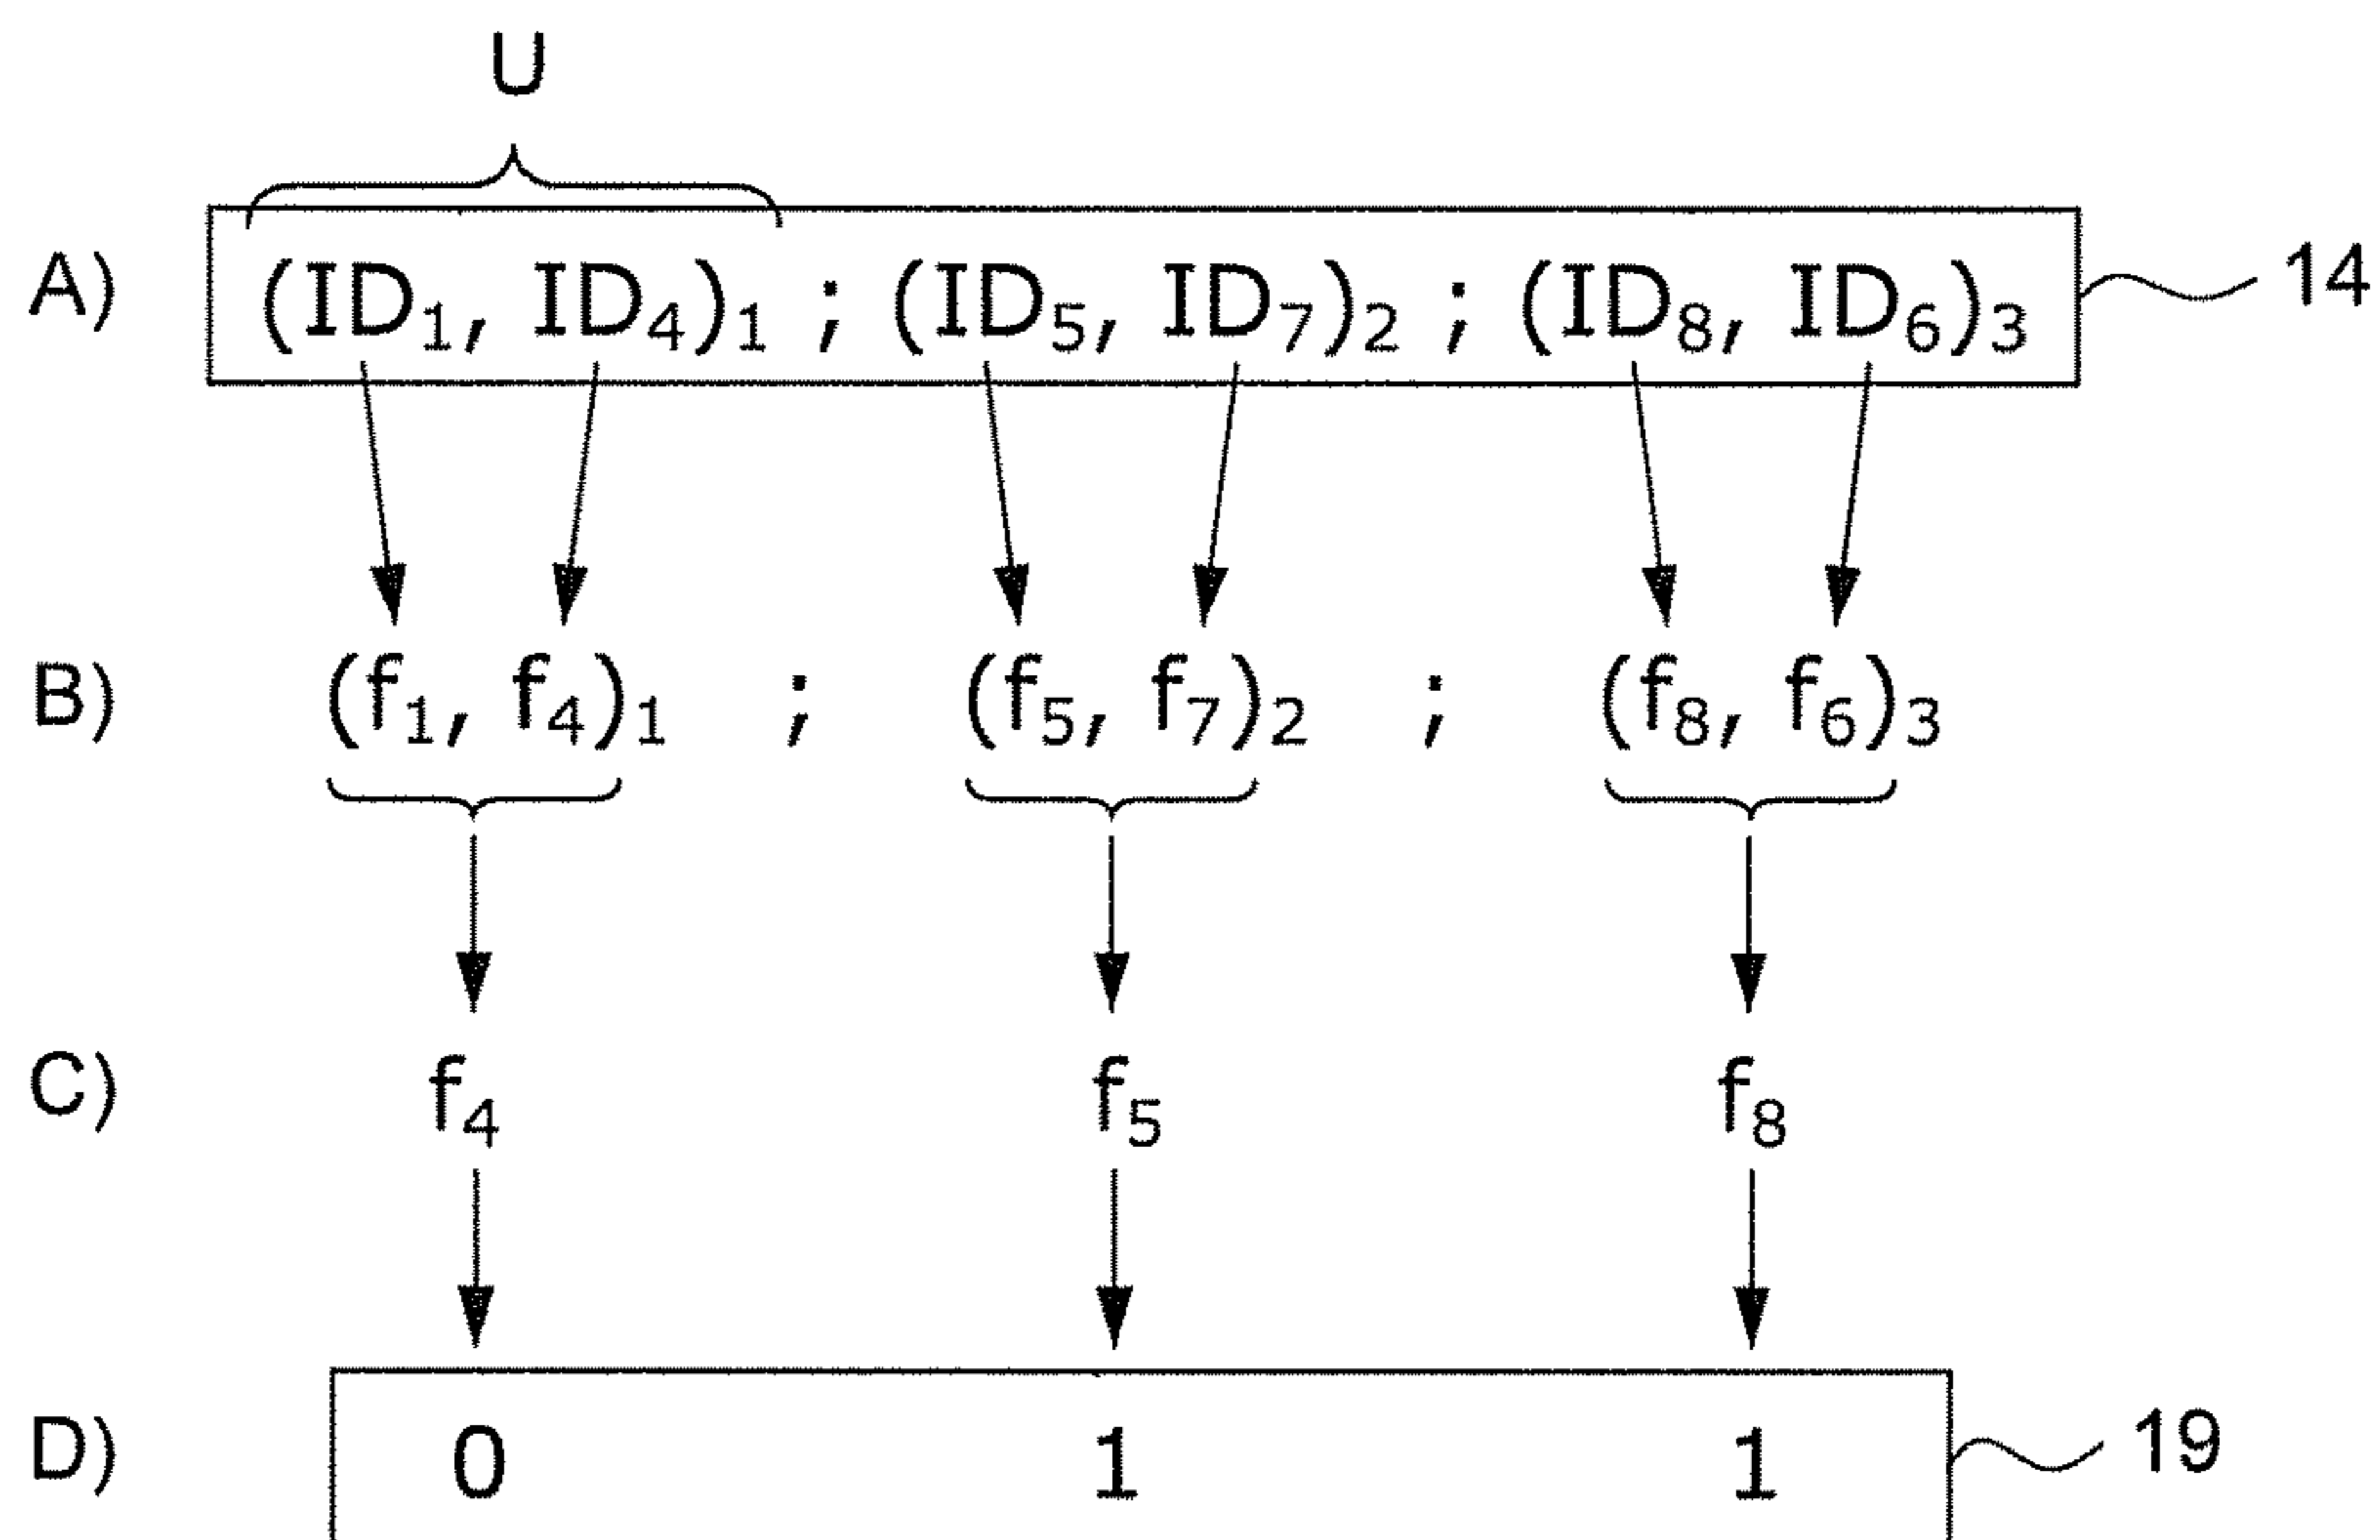 U
A) (ID₁, ID₄)₁ ; (ID₅, ID₇)₂ ; (ID₈, ID₆)₃ 14
B) (f₁, f₄)₁ ; (f₅, f₇)₂ ; (f₈, f₆)₃
C) f₄ f₅ f₈
D) 0 1 1 19